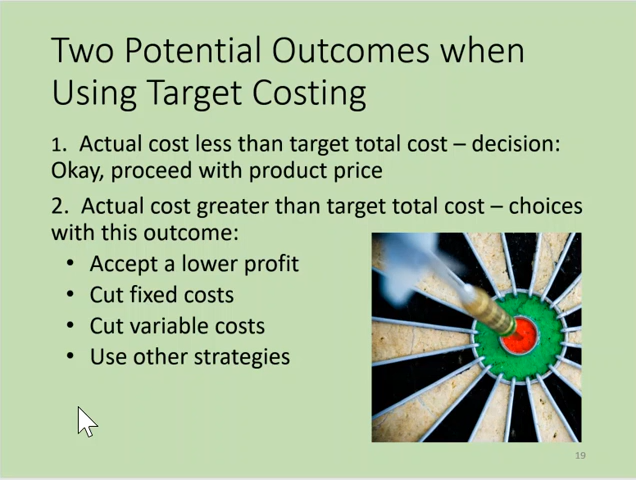 Two Potential Outcomes when
Using Target Costing
1. Actual cost less than target total cost – decision:
Okay, proceed with product price
2. Actual cost greater than target total cost – choices
with this outcome:
• Accept a lower profit
• Cut fixed costs
• Cut variable costs
• Use other strategies
19